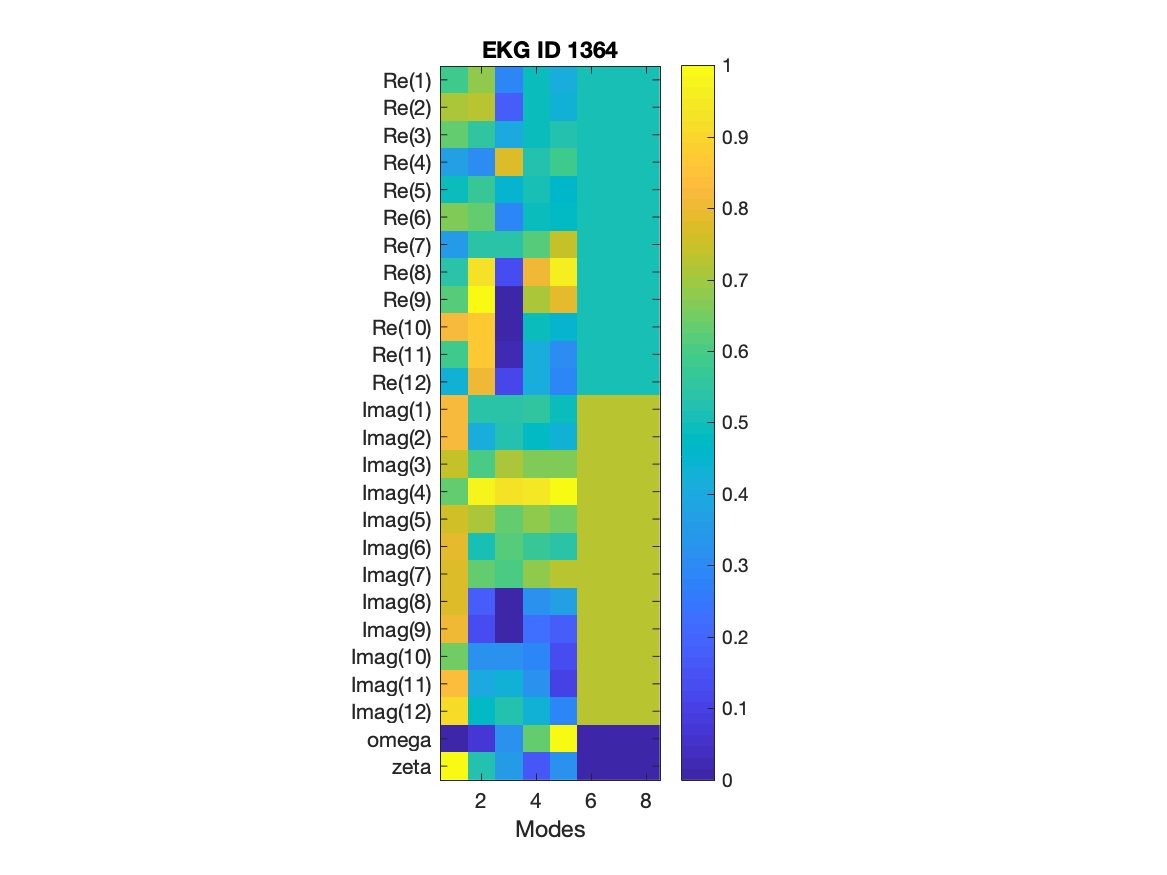 EKG ID 1364
Re(1)
Re(2)
Re(3)
Re(4)
Re(5)
Re(6)
Re(7)
Re(8)
Re(9)
Re(10)
Re(11)
Re(12)
Imag(1)
Imag(2)
Imag(3)
Imag(4)
Imag(5)
Imag(6)
Imag(7)
Imag(8)
Imag(9)
Imag(10)
Imag(11)
Imag(12)
omega
zeta
2 4 6 8
Modes
1
0.9
0.8
0.7
0.6
0.5
0.4
0.3
0.2
0.1
0